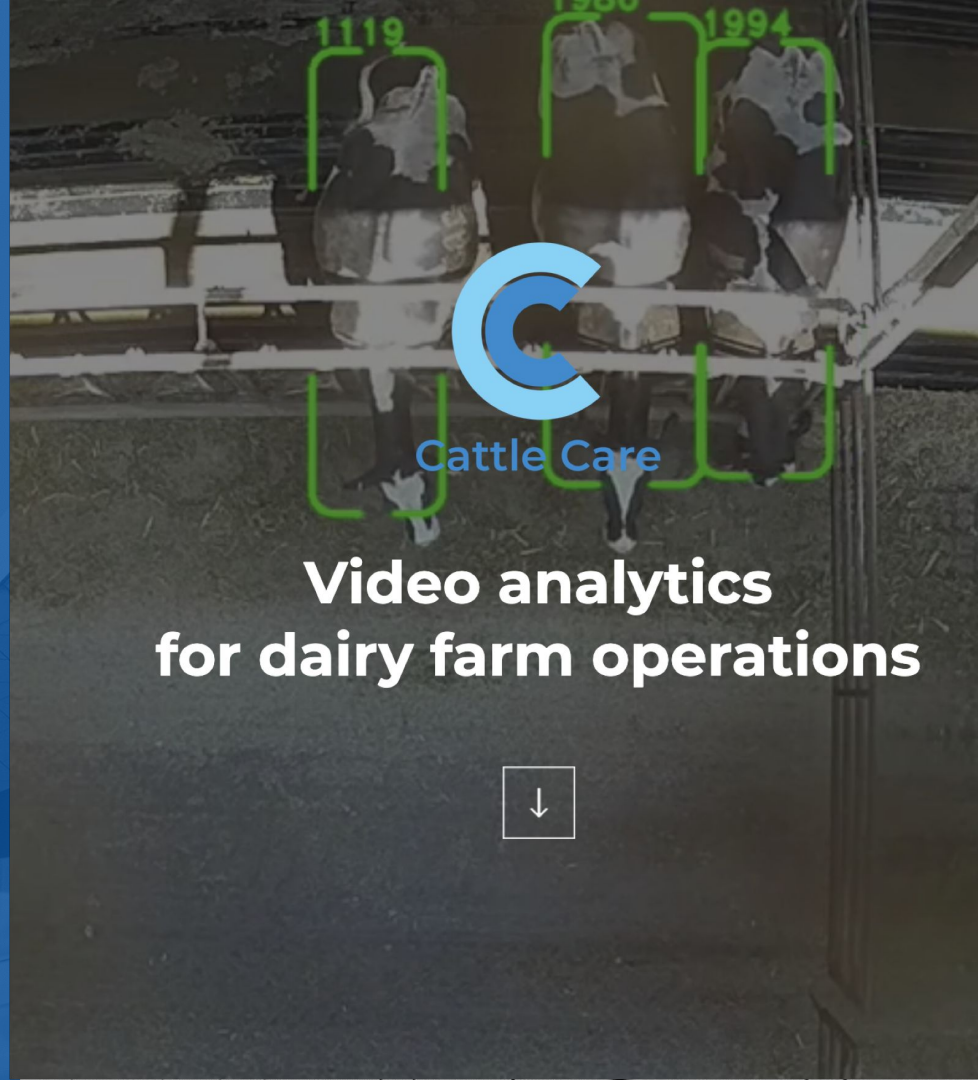 1119
1994
Cattle Care
Video analytics
for dairy farm operations
↓